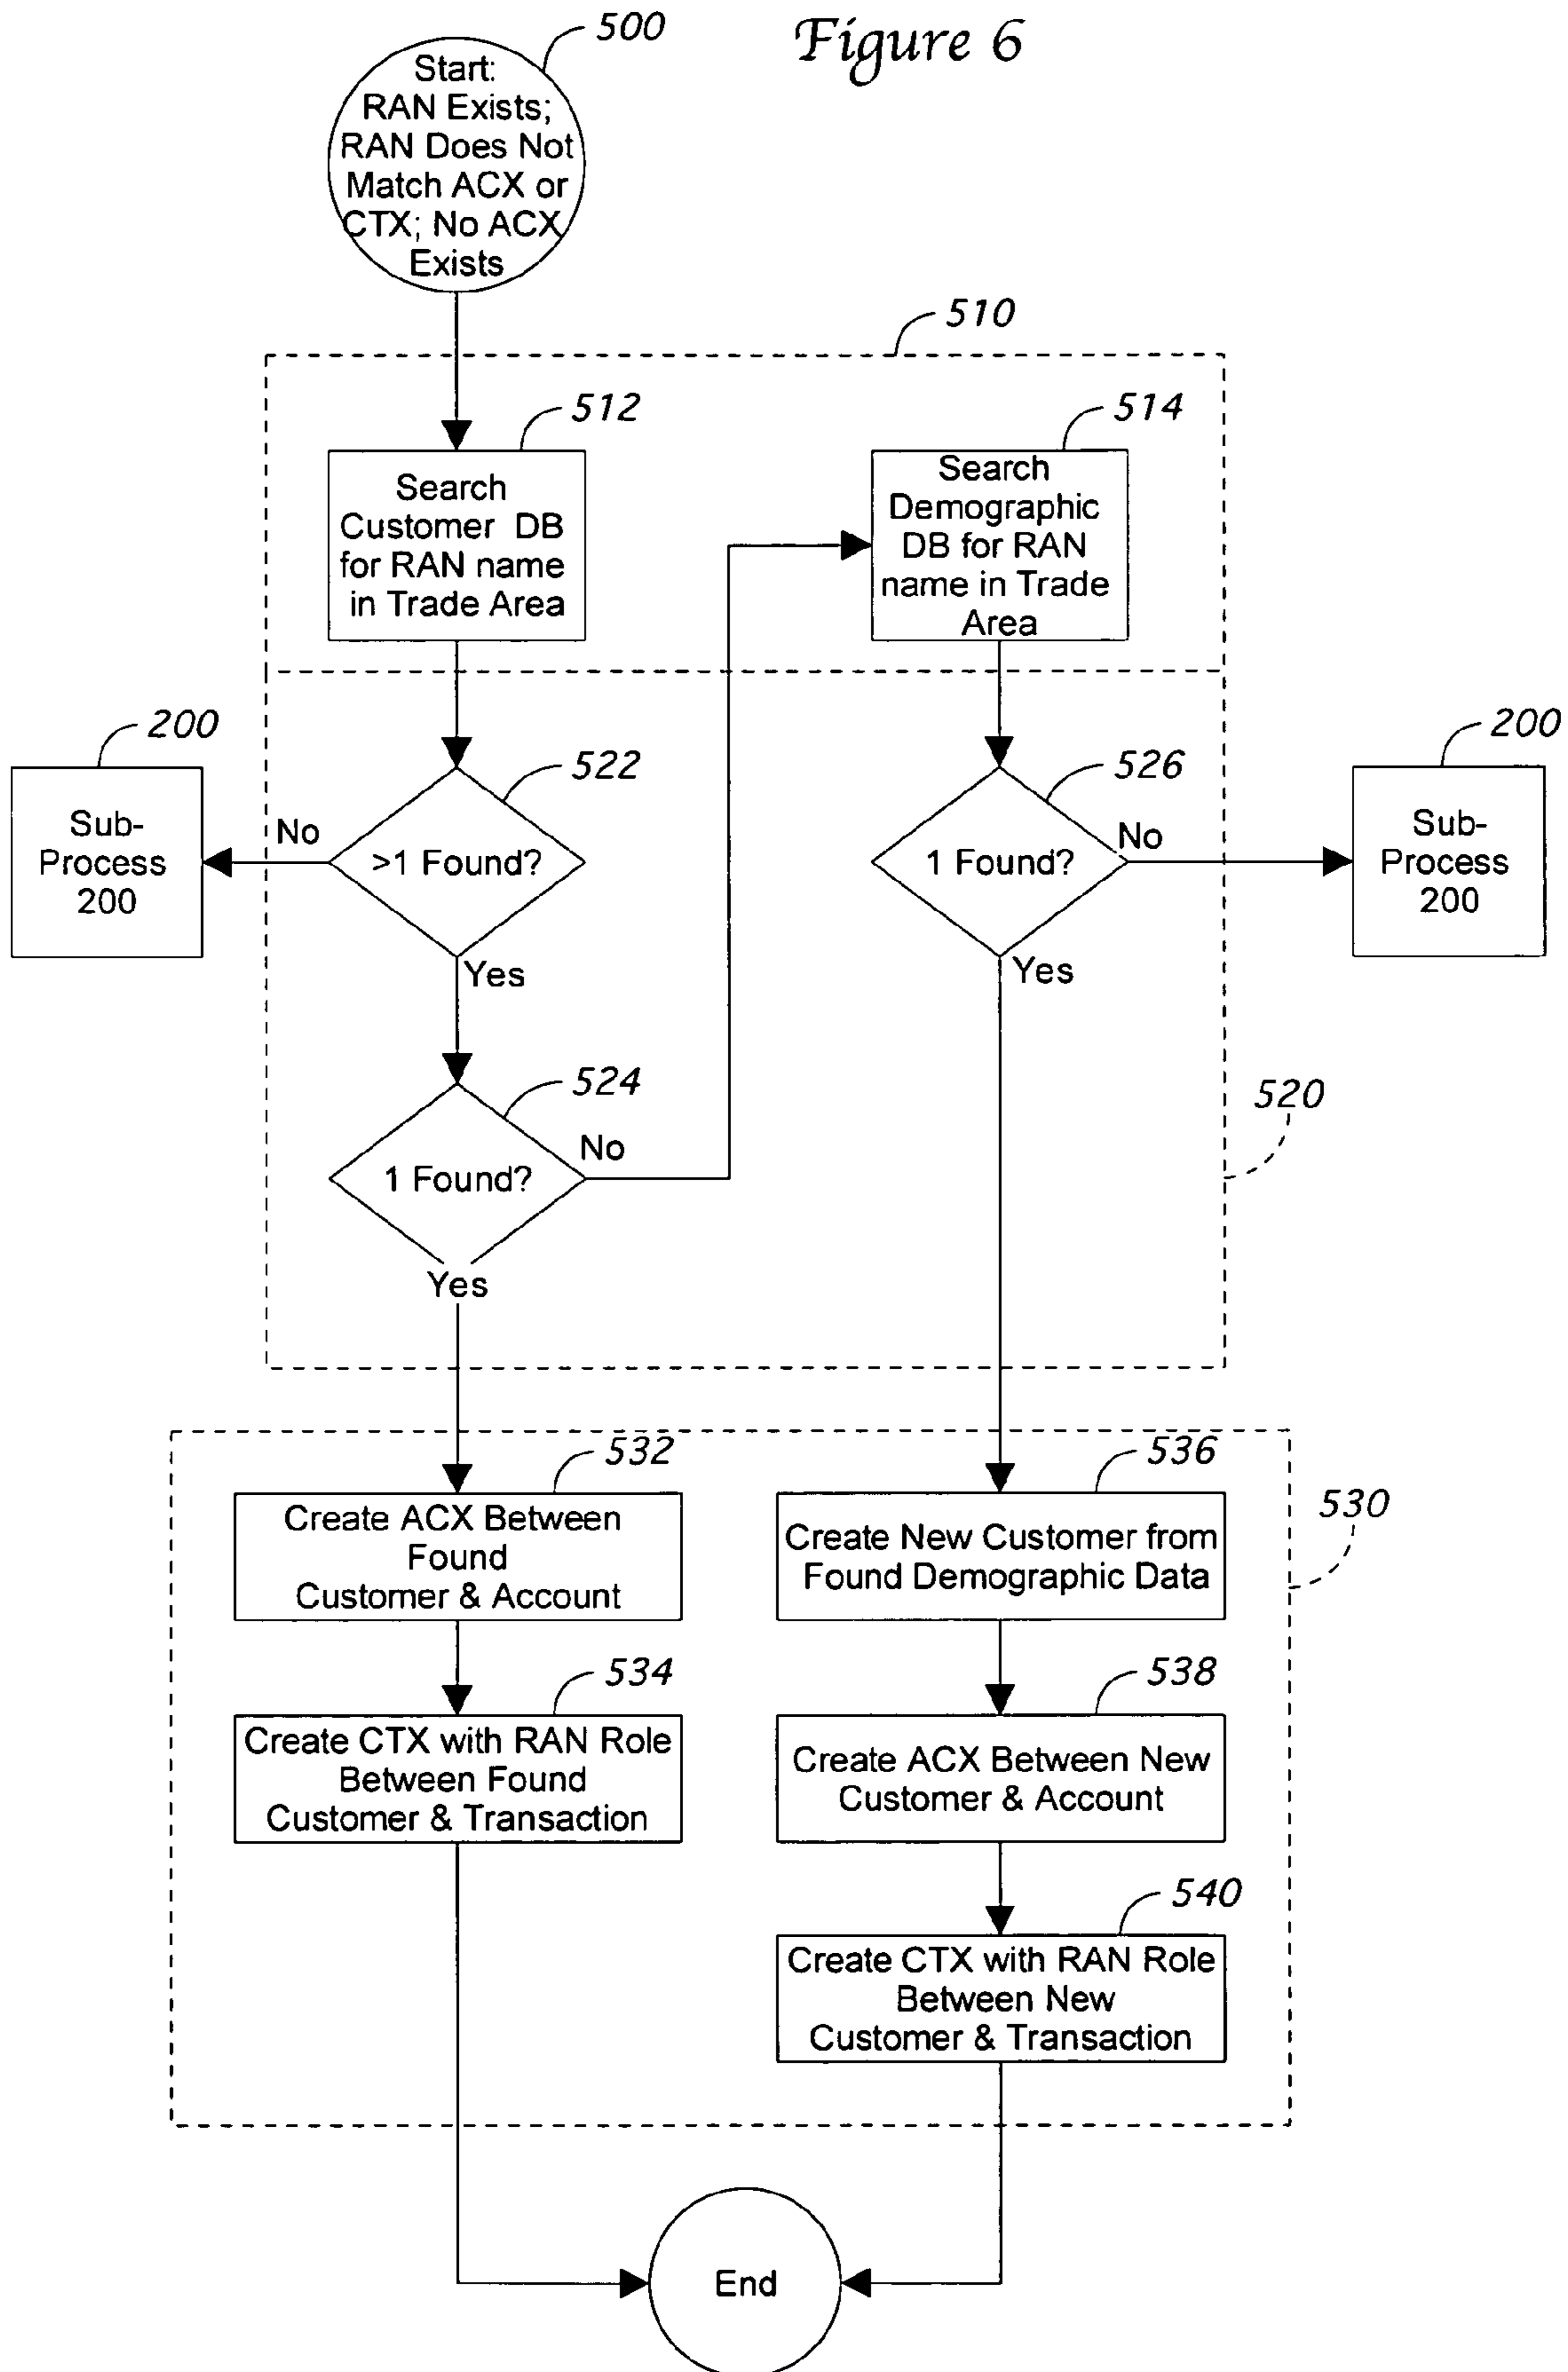 Figure 6
500
Start:
RAN Exists;
RAN Does Not
Match ACX or
CTX; No ACX
Exists
510
512
514
Search
Customer DB
for RAN name
in Trade Area
Search
Demographic
DB for RAN
name in Trade
Area
200
522
526
200
Sub-
Process
200
No
>1 Found?
Yes
1 Found?
No
Yes
Sub-
Process
200
524
520
1 Found?
No
Yes
532
536
530
Create ACX Between
Found
Customer & Account
Create New Customer from
Found Demographic Data
534
538
Create CTX with RAN Role
Between Found
Customer & Transaction
Create ACX Between New
Customer & Account
540
Create CTX with RAN Role
Between New
Customer & Transaction
End